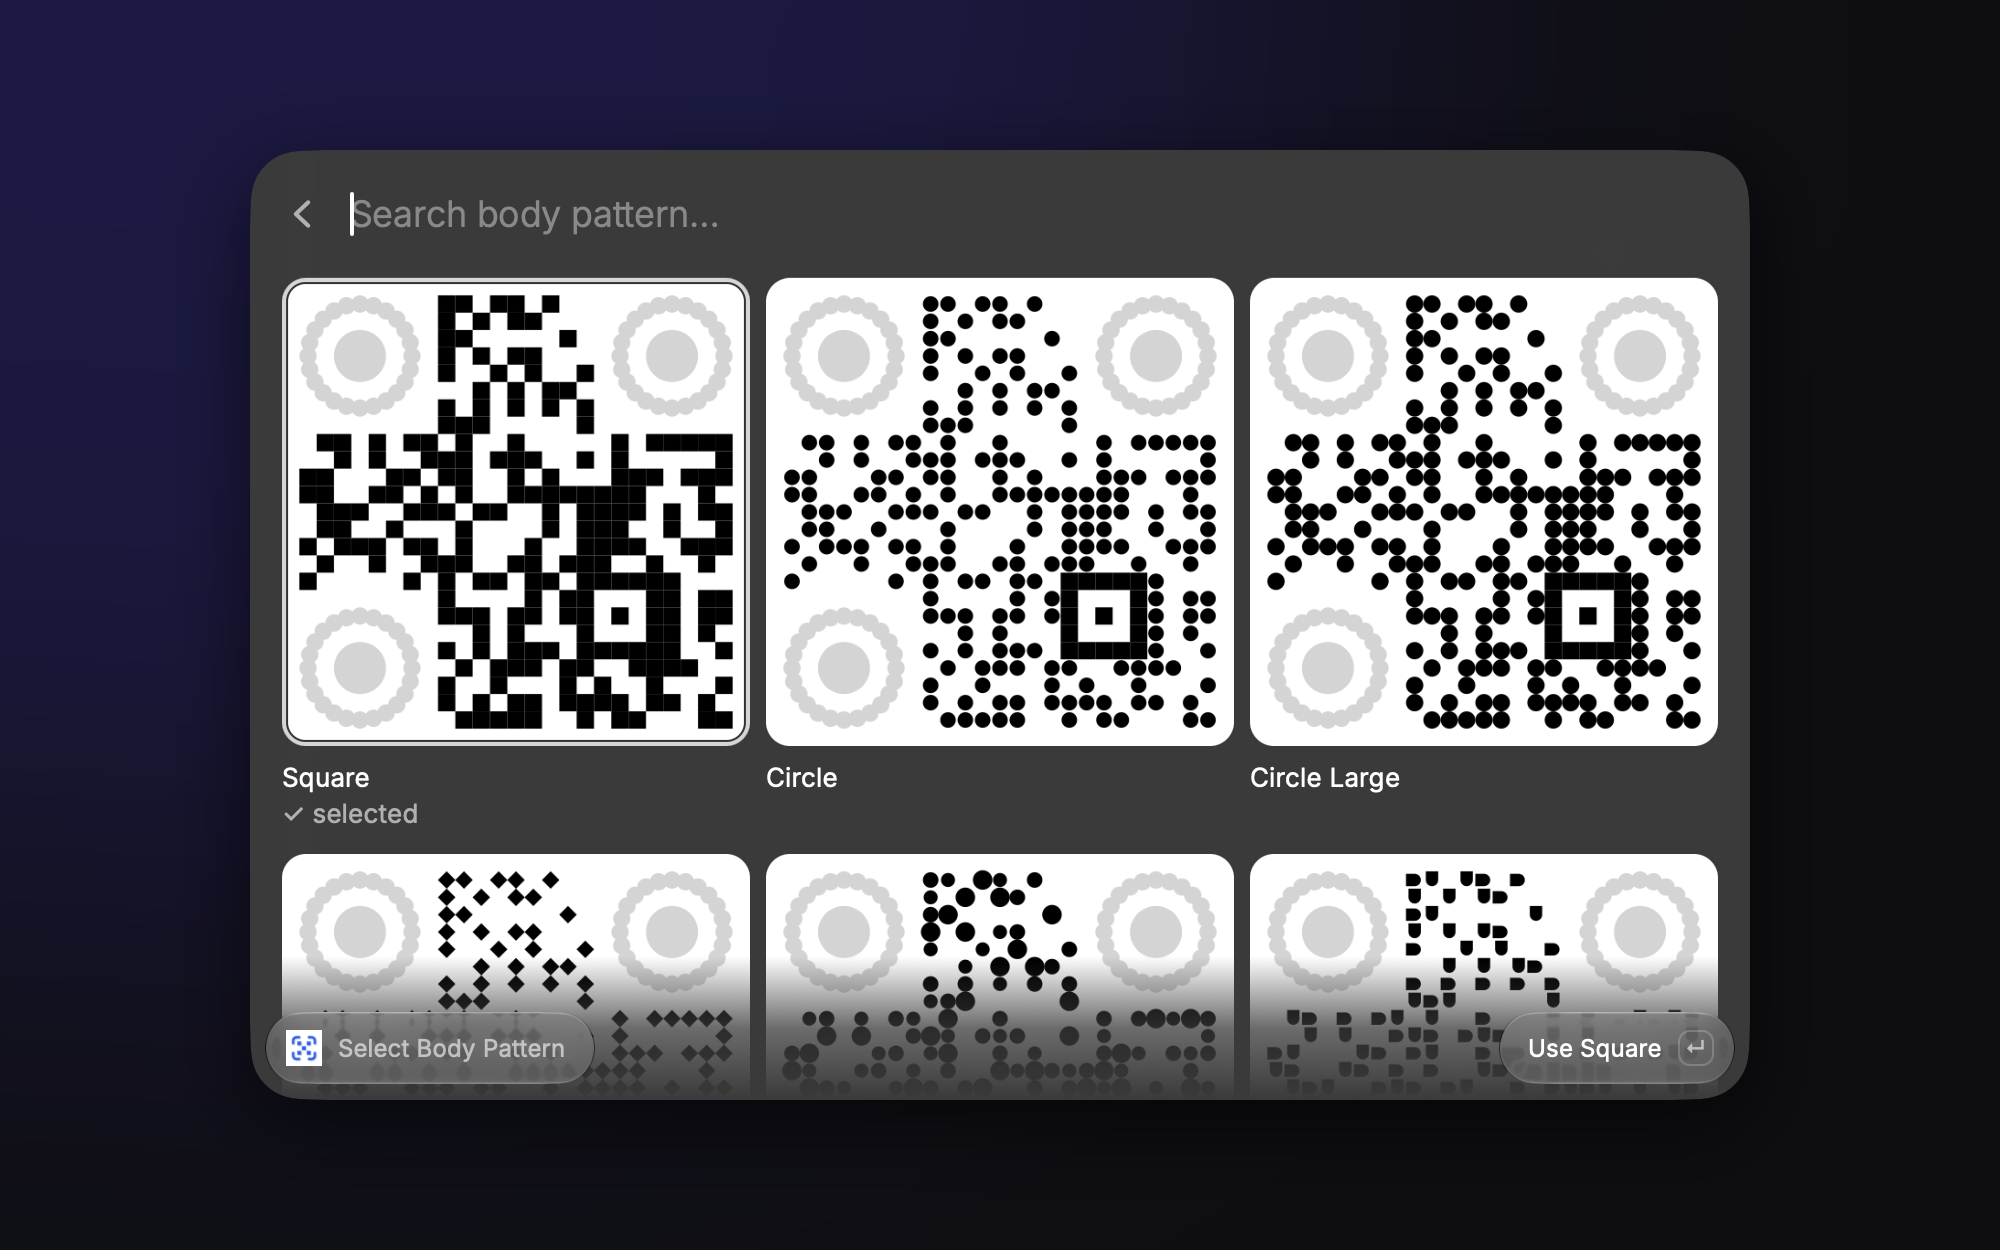 Search body pattern...
Square
✓ selected
Circle
Circle Large
Select Body Pattern
Use Square